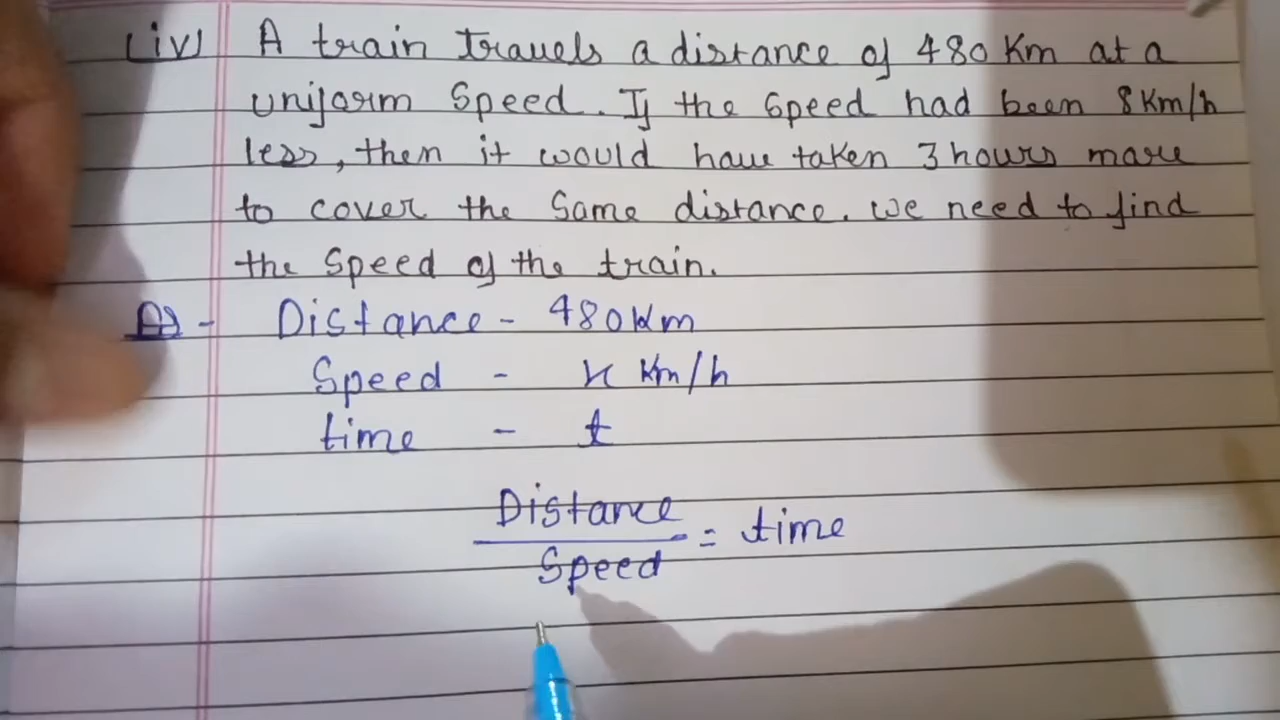 (iv) A train travels a distance of 480 Km at a
uniform speed. If the speed had been 8 Km/h
less, then it would have taken 3 hours more
to cover the same distance. we need to find
the speed of the train.
A) - Distance - 480 Km
Speed - x Km/h
time - t
Distance
/ Speed = time